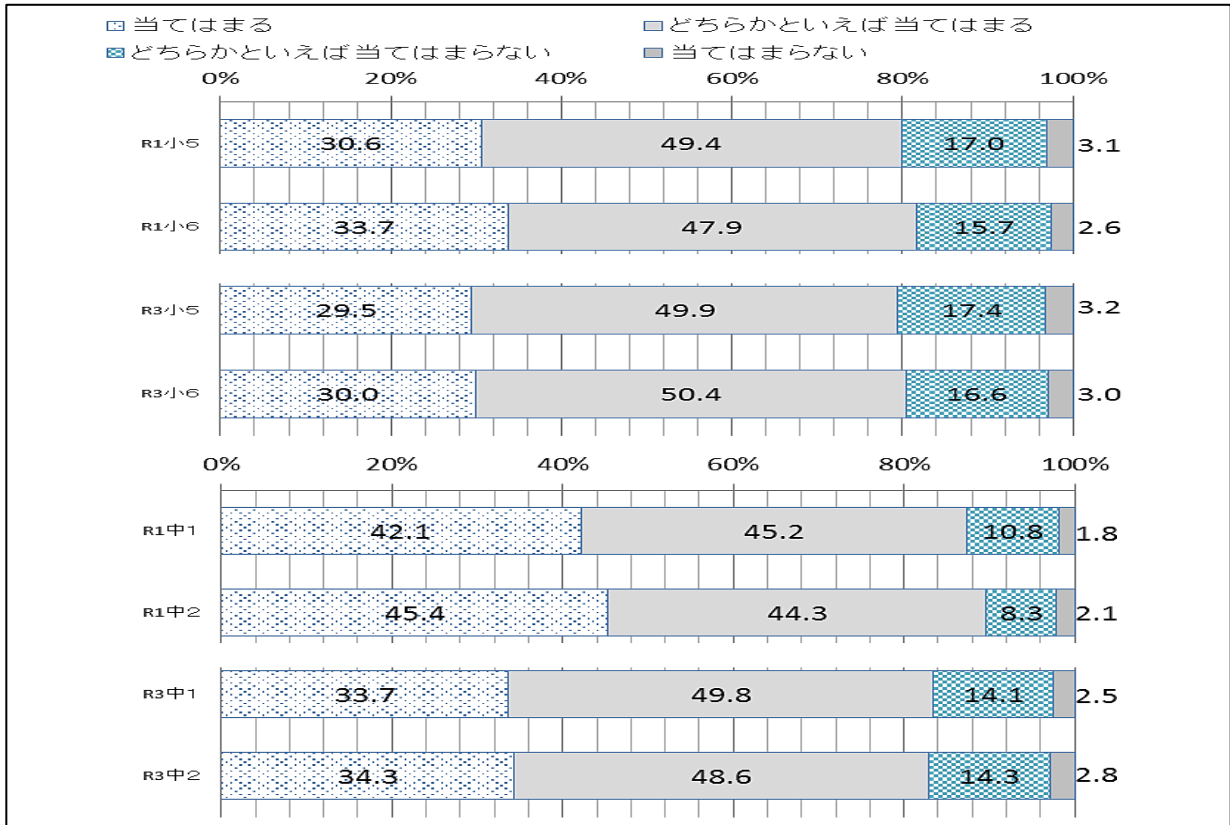 当てはまる どちらかといえば当てはまる
どちらかといえば当てはまらない 当てはまらない
0% 20% 40% 60% 80% 100%
R1小5 30.6 49.4 17.0 3.1
R1小6 33.7 47.9 15.7 2.6
R3小5 29.5 49.9 17.4 3.2
R3小6 30.0 50.4 16.6 3.0
0% 20% 40% 60% 80% 100%
R1中1 42.1 45.2 10.8 1.8
R1中2 45.4 44.3 8.3 2.1
R3中1 33.7 49.8 14.1 2.5
R3中2 34.3 48.6 14.3 2.8